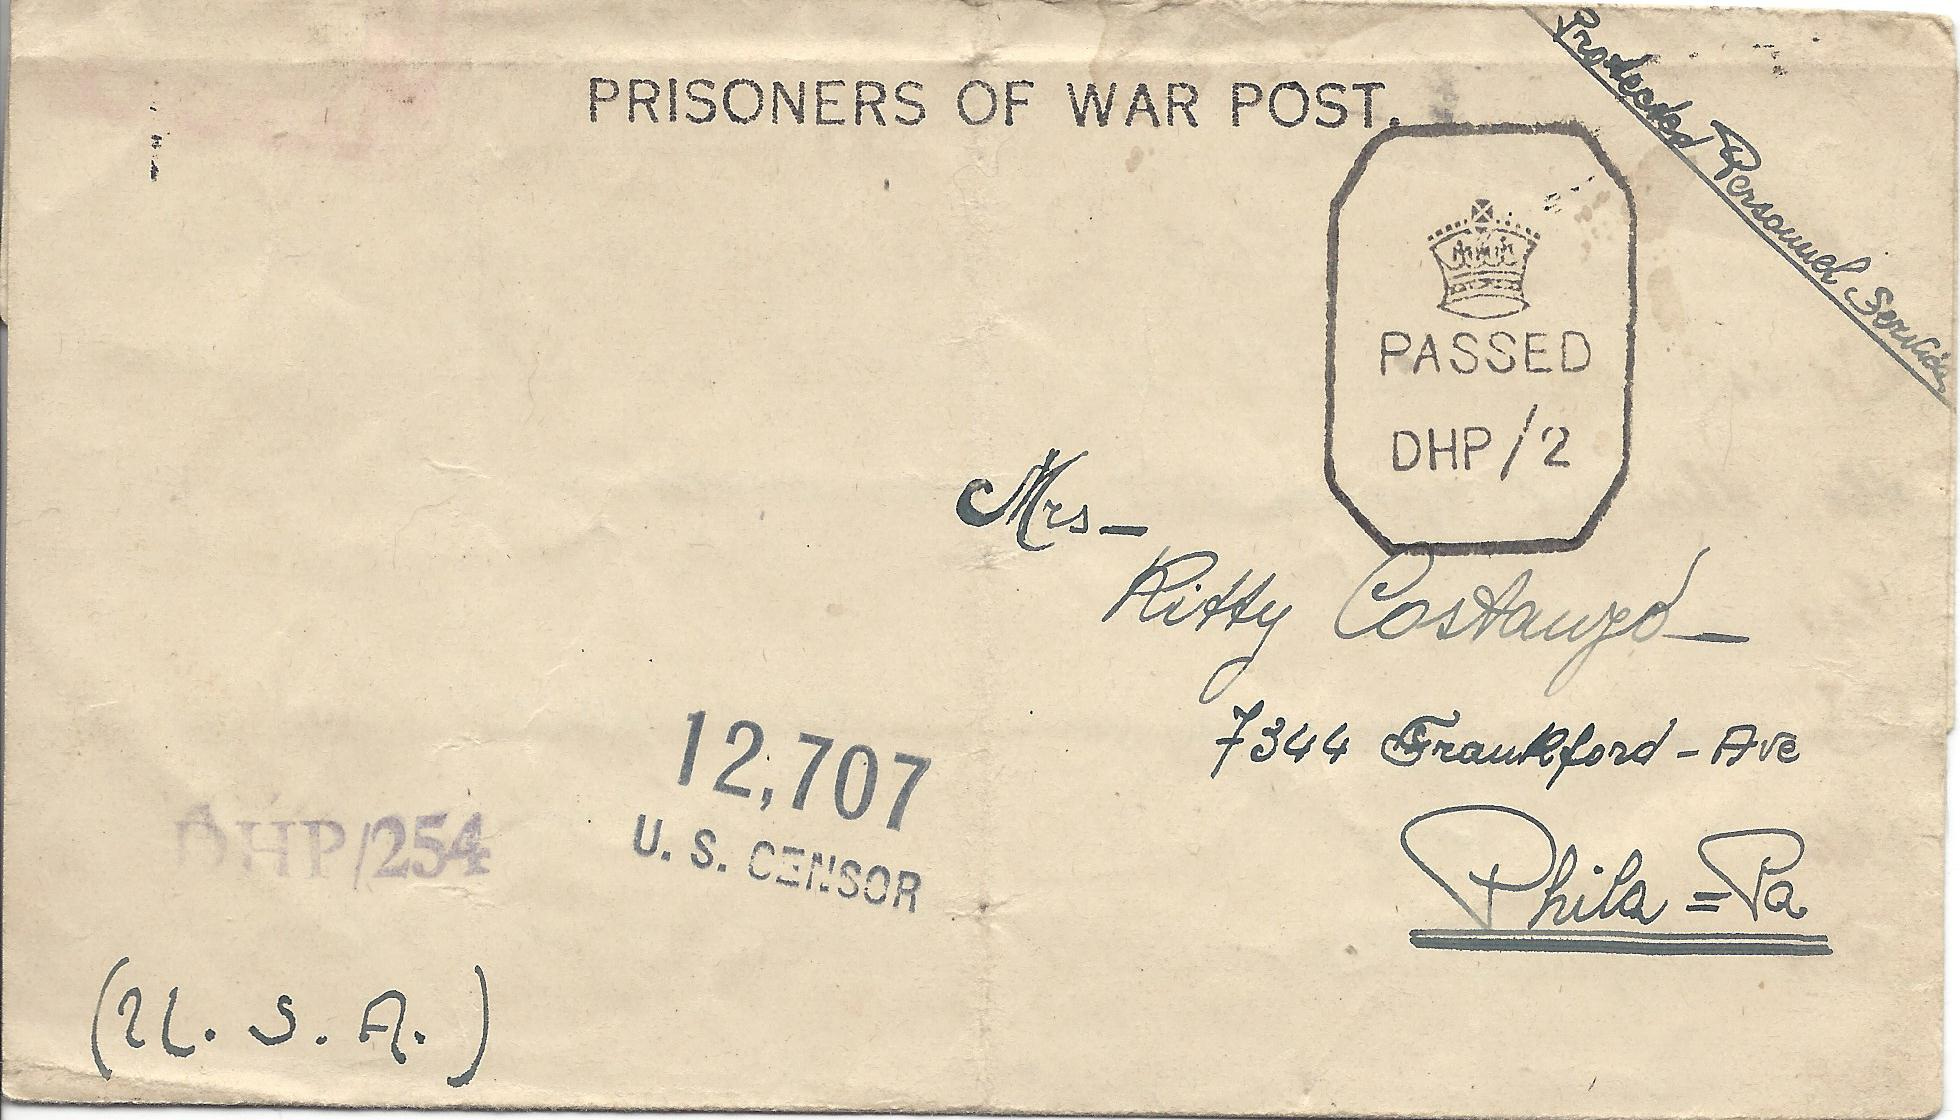 PRISONERS OF WAR POST.
Protected Personnel Service
PASSED
DHP/2
Mrs—
Kitty Costanzo—
7344 Frankford - Ave
Phila = Pa
12,707
U. S. CENSOR
DHP/254
(U. S. A.)